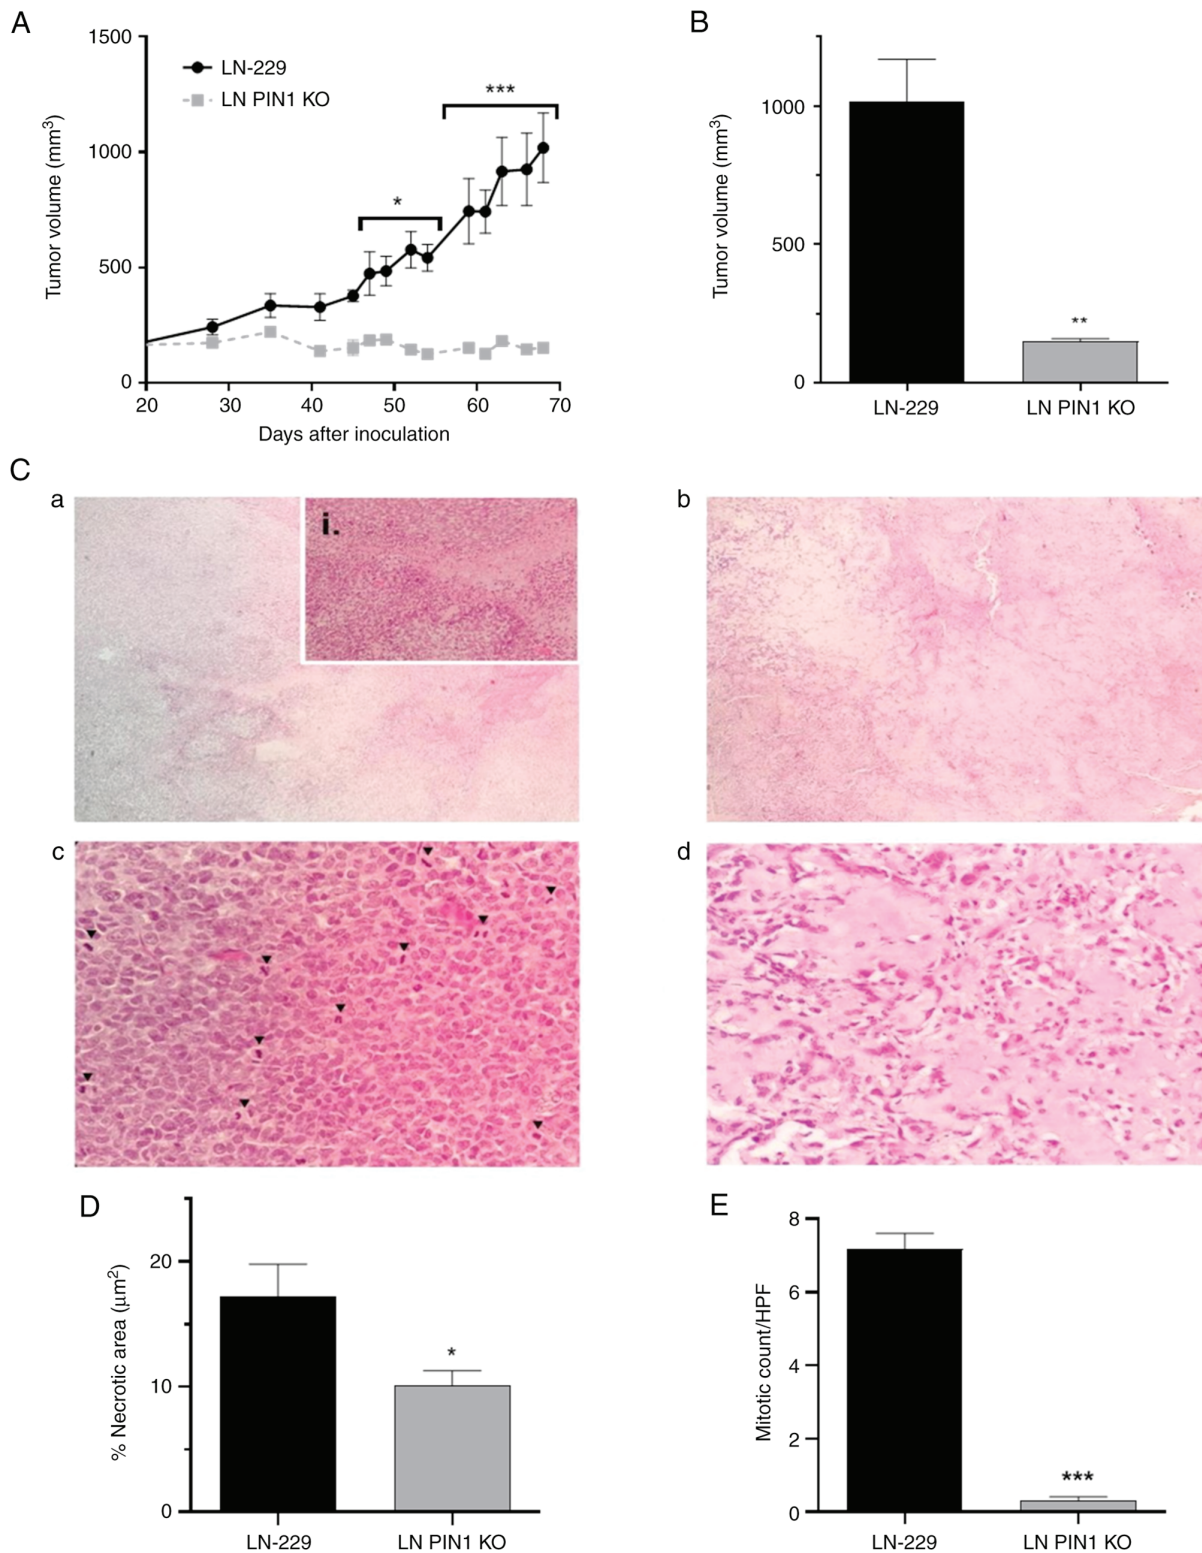 A
1500
1000
500
0
Tumor volume (mm3)
LN-229
LN PIN1 KO
*
***
20 30 40 50 60 70
Days after inoculation
B
1000
500
0
Tumor volume (mm3)
**
LN-229 LN PIN1 KO
C
a
i.
b
c
d
D
20
10
0
% Necrotic area (μm2)
*
LN-229 LN PIN1 KO
E
8
6
4
2
0
Mitotic count/HPF
***
LN-229 LN PIN1 KO